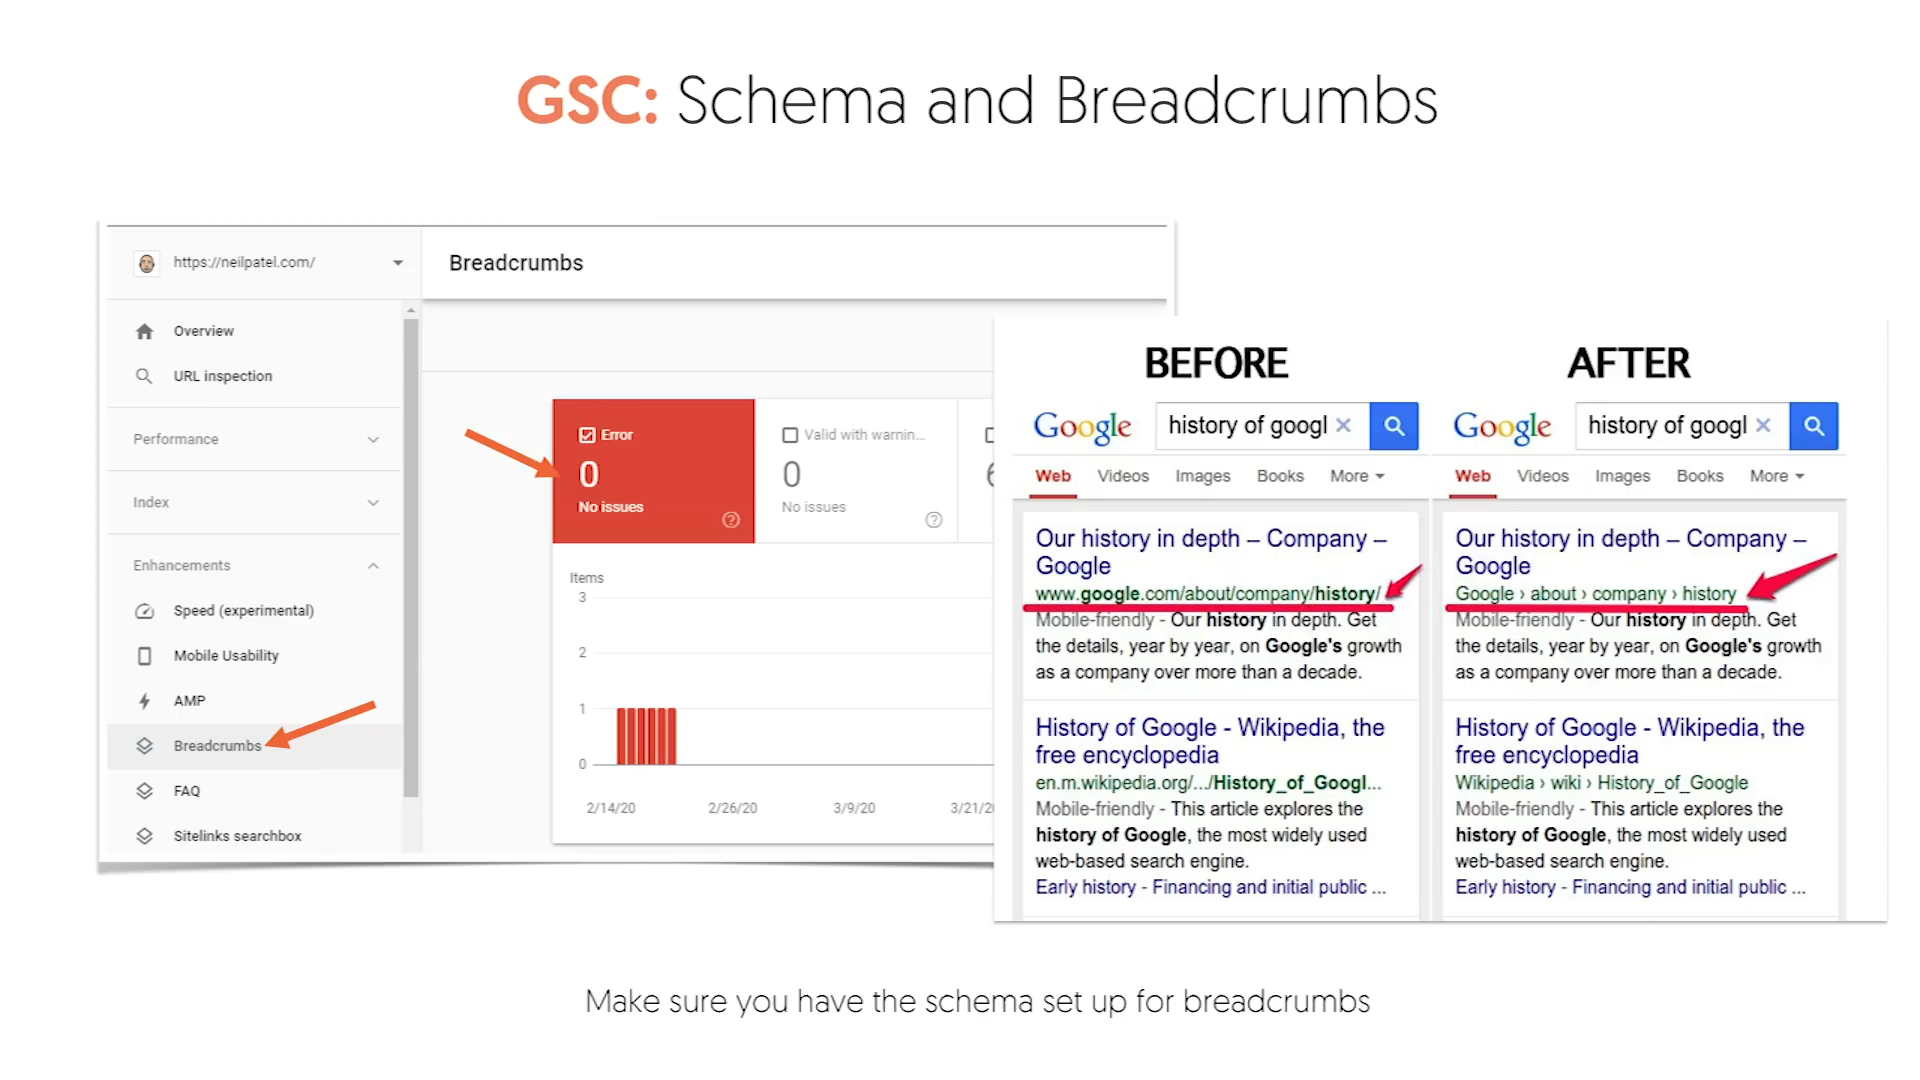 GSC: Schema and Breadcrumbs
https://neilpatel.com/
Breadcrumbs
Overview
URL inspection
Performance
Index
Enhancements
Speed (experimental)
Mobile Usability
AMP
Breadcrumbs
FAQ
Sitelinks searchbox
Error
0
No issues
Valid with warnin...
0
No issues
Items
3
2
1
0
2/14/20
2/26/20
3/9/20
3/21/2
BEFORE
Google
history of googl
Web Videos Images Books More
Our history in depth – Company –
Google
www.google.com/about/company/history/
Mobile-friendly - Our history in depth. Get
the details, year by year, on Google's growth
as a company over more than a decade.
History of Google - Wikipedia, the
free encyclopedia
en.m.wikipedia.org/.../History_of_Googl...
Mobile-friendly - This article explores the
history of Google, the most widely used
web-based search engine.
Early history - Financing and initial public ...
AFTER
Google
history of googl
Web Videos Images Books More
Our history in depth – Company –
Google
Google › about › company › history
Mobile-friendly - Our history in depth. Get
the details, year by year, on Google's growth
as a company over more than a decade.
History of Google - Wikipedia, the
free encyclopedia
Wikipedia › wiki › History_of_Google
Mobile-friendly - This article explores the
history of Google, the most widely used
web-based search engine.
Early history - Financing and initial public ...
Make sure you have the schema set up for breadcrumbs